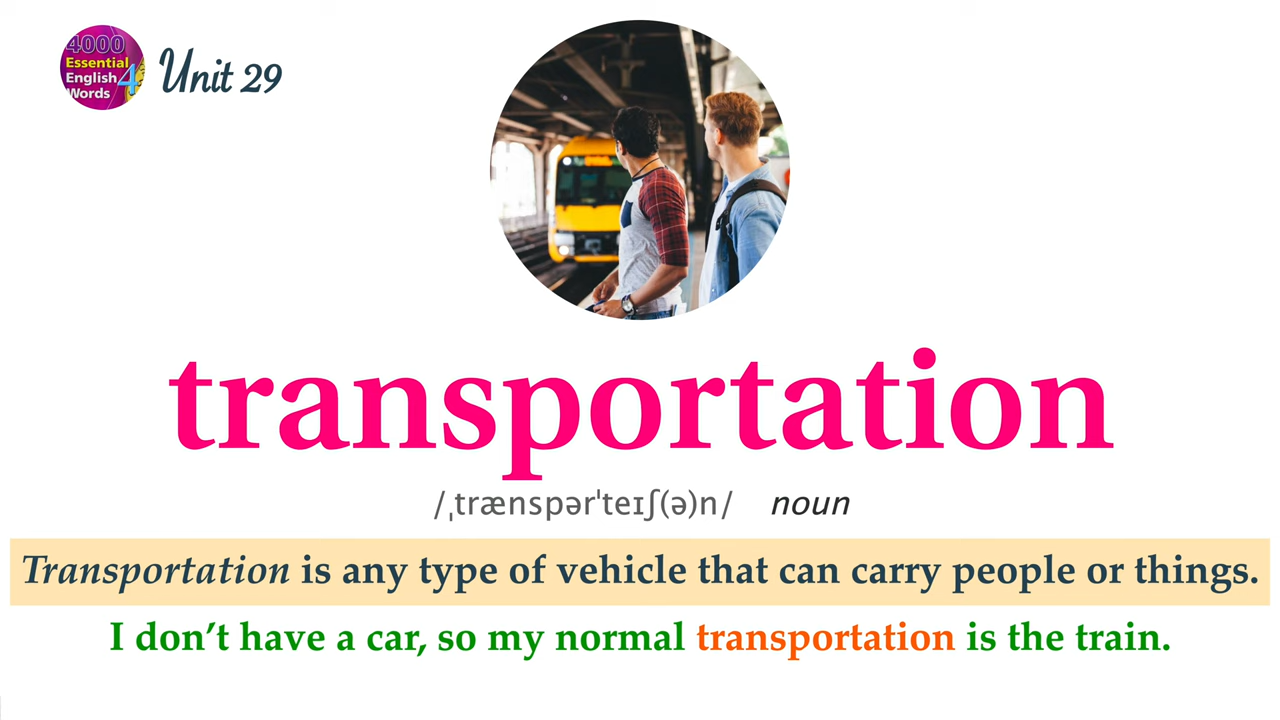 4000
Essential
English 4
Words
Unit 29
transportation
/ˌtrænspərˈteɪʃ(ə)n/ noun
Transportation is any type of vehicle that can carry people or things.
I don’t have a car, so my normal transportation is the train.